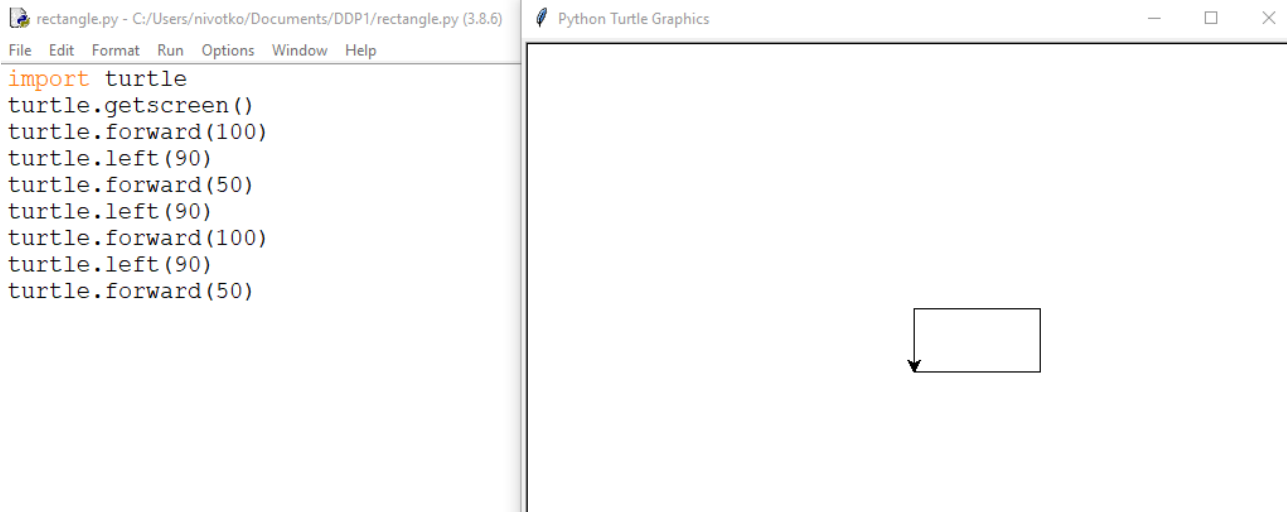 rectangle.py - C:/Users/nivotko/Documents/DDP1/rectangle.py (3.8.6)
File Edit Format Run Options Window Help
import turtle
turtle.getscreen()
turtle.forward(100)
turtle.left(90)
turtle.forward(50)
turtle.left(90)
turtle.forward(100)
turtle.left(90)
turtle.forward(50)
Python Turtle Graphics